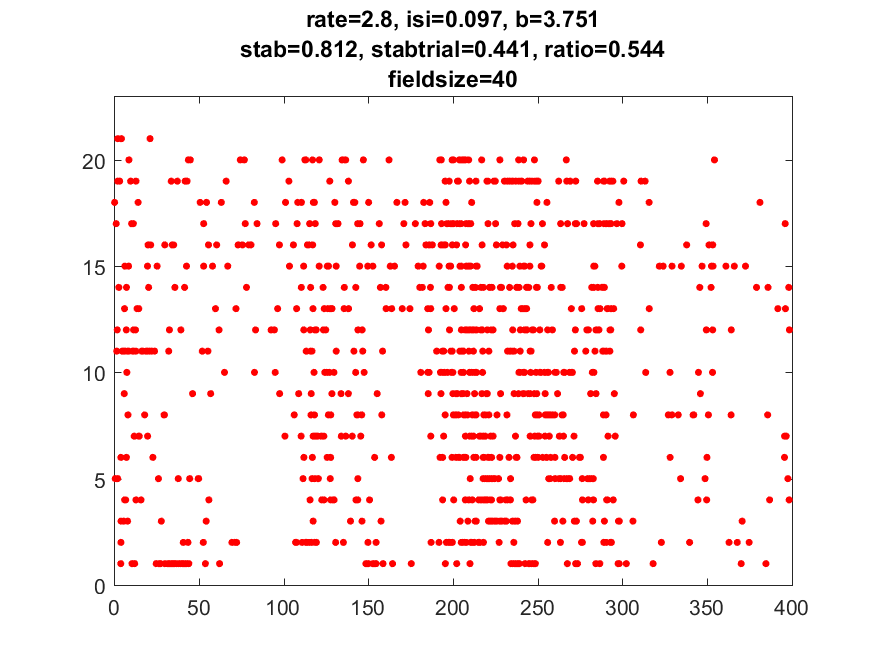 rate=2.8, isi=0.097, b=3.751
stab=0.812, stabtrial=0.441, ratio=0.544
fieldsize=40
20
15
10
5
0
0 50 100 150 200 250 300 350 400